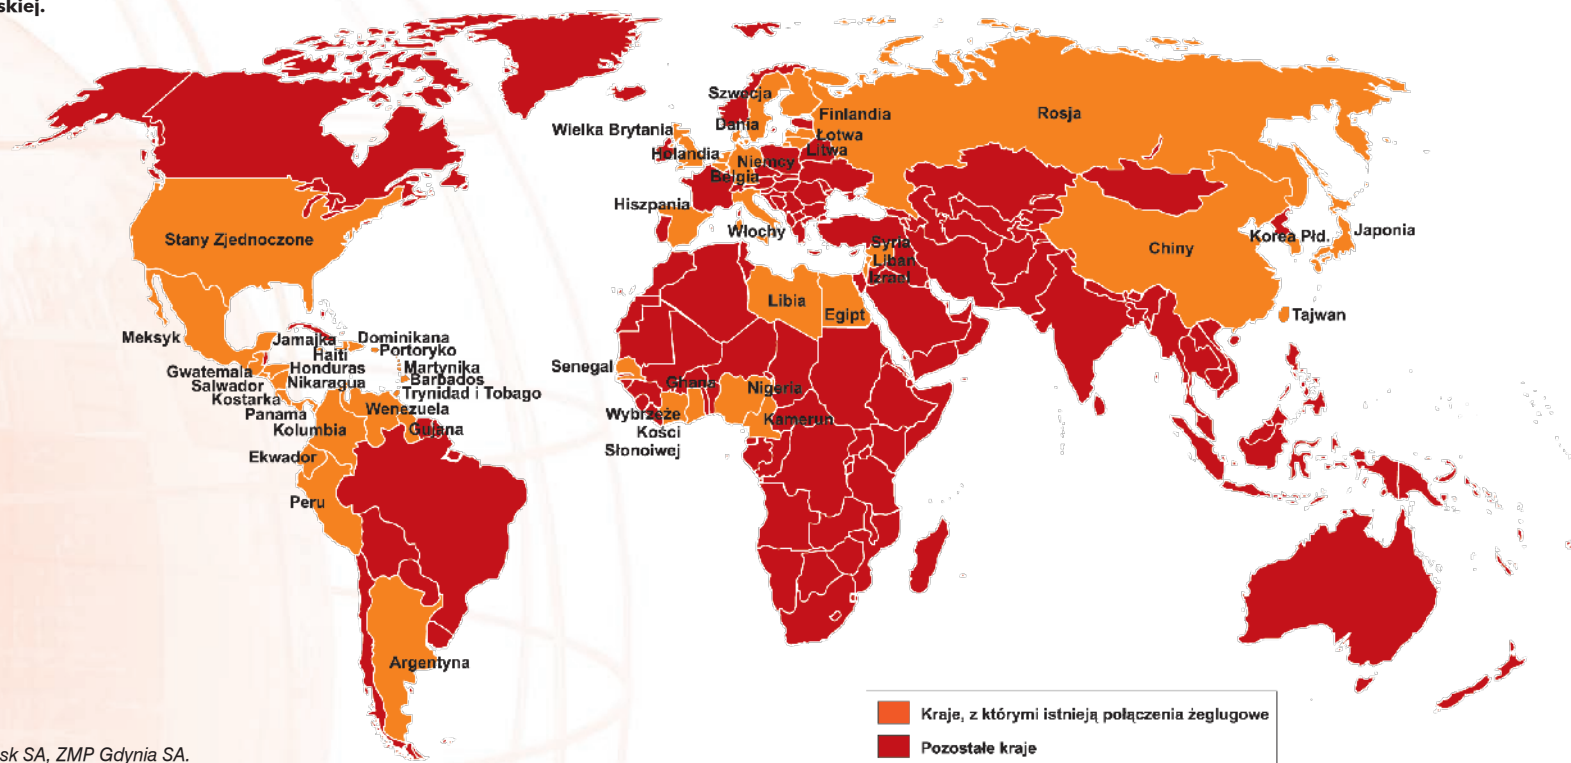 skiej.
Szwecja
Finlandia
Rosja
Wielka Brytania
Dania
Łotwa
Litwa
Holandia
Niemcy
Belgia
Hiszpania
Włochy
Stany Zjednoczone
Syria
Liban
Izrael
Korea Płd.
Japonia
Chiny
Libia
Egipt
Tajwan
Meksyk
Jamajka
Haiti
Dominikana
Portoryko
Gwatemala
Honduras
Martynika
Salwador
Nikaragua
Barbados
Kostarka
Trynidad i Tobago
Panama
Wenezuela
Kolumbia
Gujana
Ekwador
Peru
Senegal
Ghana
Nigeria
Wybrzeże
Kości
Słonoiwej
Kamerun
Argentyna
Kraje, z którymi istnieją połączenia żeglugowe
Pozostałe kraje
sk SA, ZMP Gdynia SA.